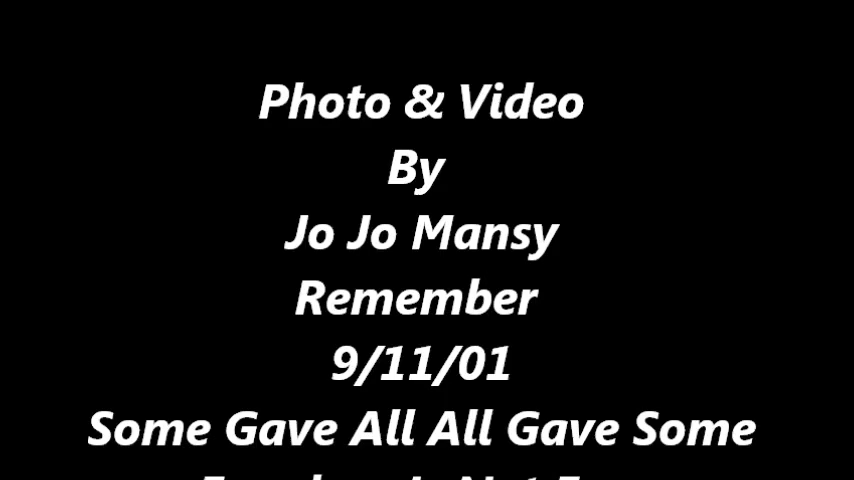 Photo & Video
By
Jo Jo Mansy
Remember
9/11/01
Some Gave All All Gave Some